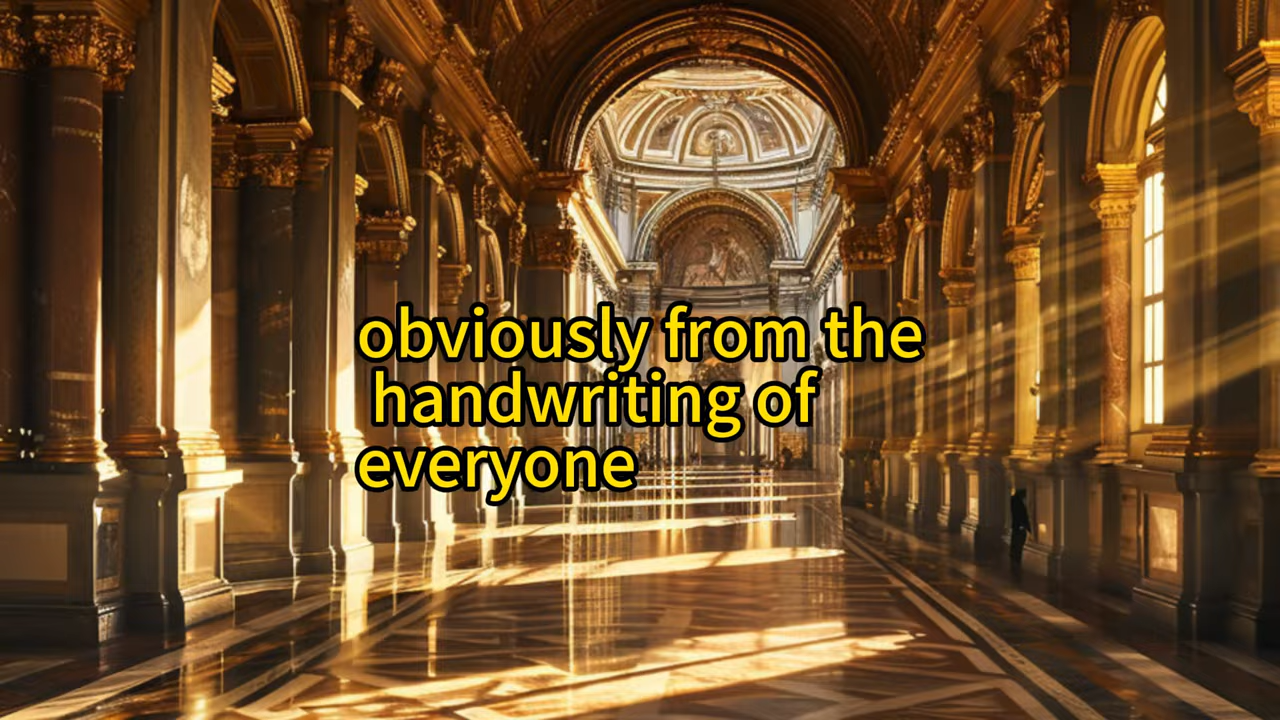 obviously from the
handwriting of
everyone